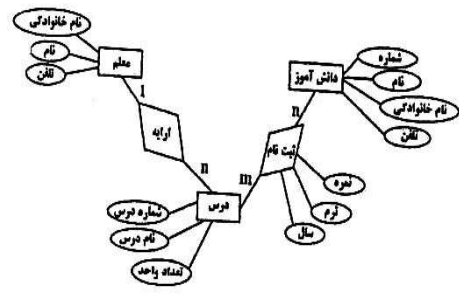 نام خانوادگی
نام
تلفن
معلم
شماره
نام
نام خانوادگی
تلفن
دانش آموز
1
ارایه
n
n
ثبت نام
m
نمره
ترم
سال
درس
شماره درس
نام درس
تعداد واحد